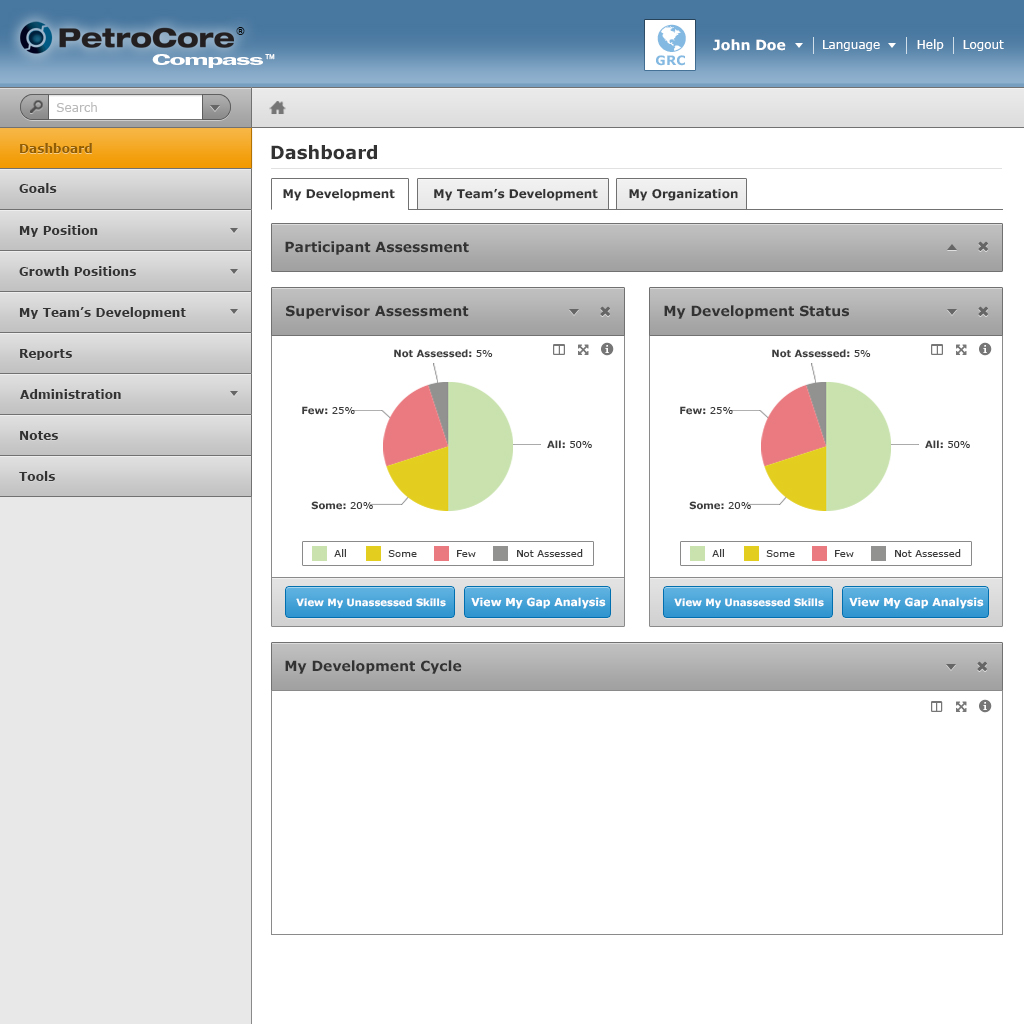 PetroCore®
Compass™
GRC
John Doe
Language
Help
Logout
Search
Dashboard
Goals
My Position
Growth Positions
My Team’s Development
Reports
Administration
Notes
Tools
Dashboard
My Development
My Team’s Development
My Organization
Participant Assessment
Supervisor Assessment
Not Assessed: 5%
Few: 25%
All: 50%
Some: 20%
All Some Few Not Assessed
View My Unassessed Skills
View My Gap Analysis
My Development Status
Not Assessed: 5%
Few: 25%
All: 50%
Some: 20%
All Some Few Not Assessed
View My Unassessed Skills
View My Gap Analysis
My Development Cycle